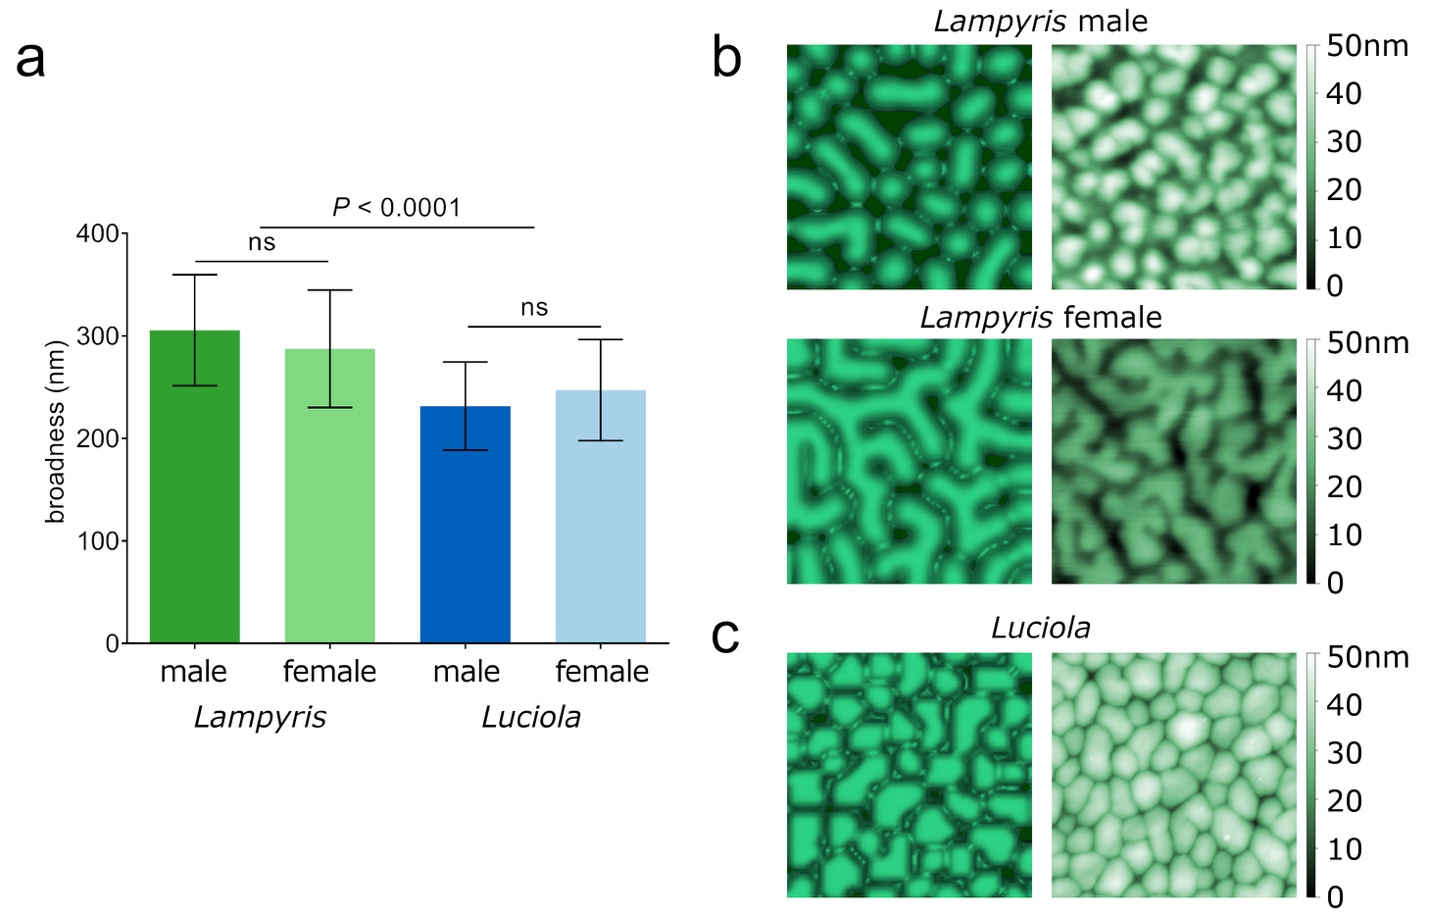 a
P < 0.0001
ns
ns
400
300
200
100
0
broadness (nm)
male female male female
Lampyris Luciola
b
Lampyris male
50nm
40
30
20
10
0
Lampyris female
50nm
40
30
20
10
0
c
Luciola
50nm
40
30
20
10
0